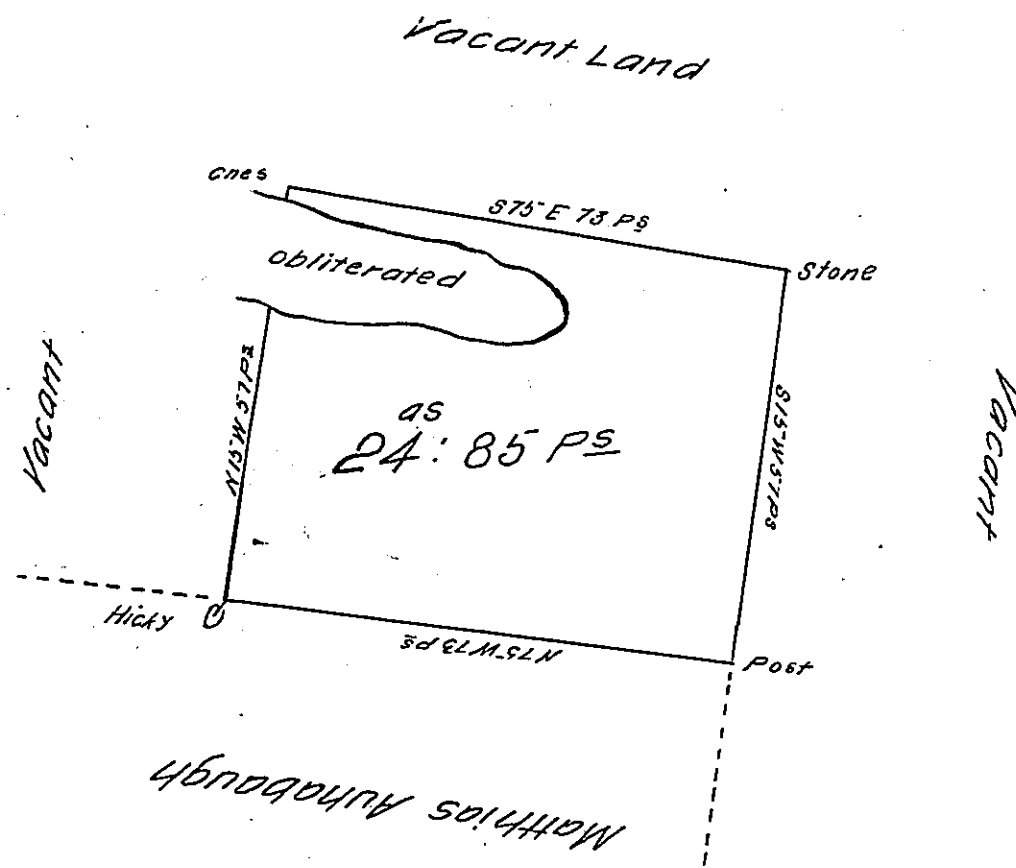 Vacant Land
cnes
S75°E 73 Ps
obliterated
Stone
Vacant
N15°W 57 Ps
as
24: 85 Ps
S15°W 57 Ps
Vacant
Hicky
N75°W 73 Ps
Post
Matthias Auhabaugh